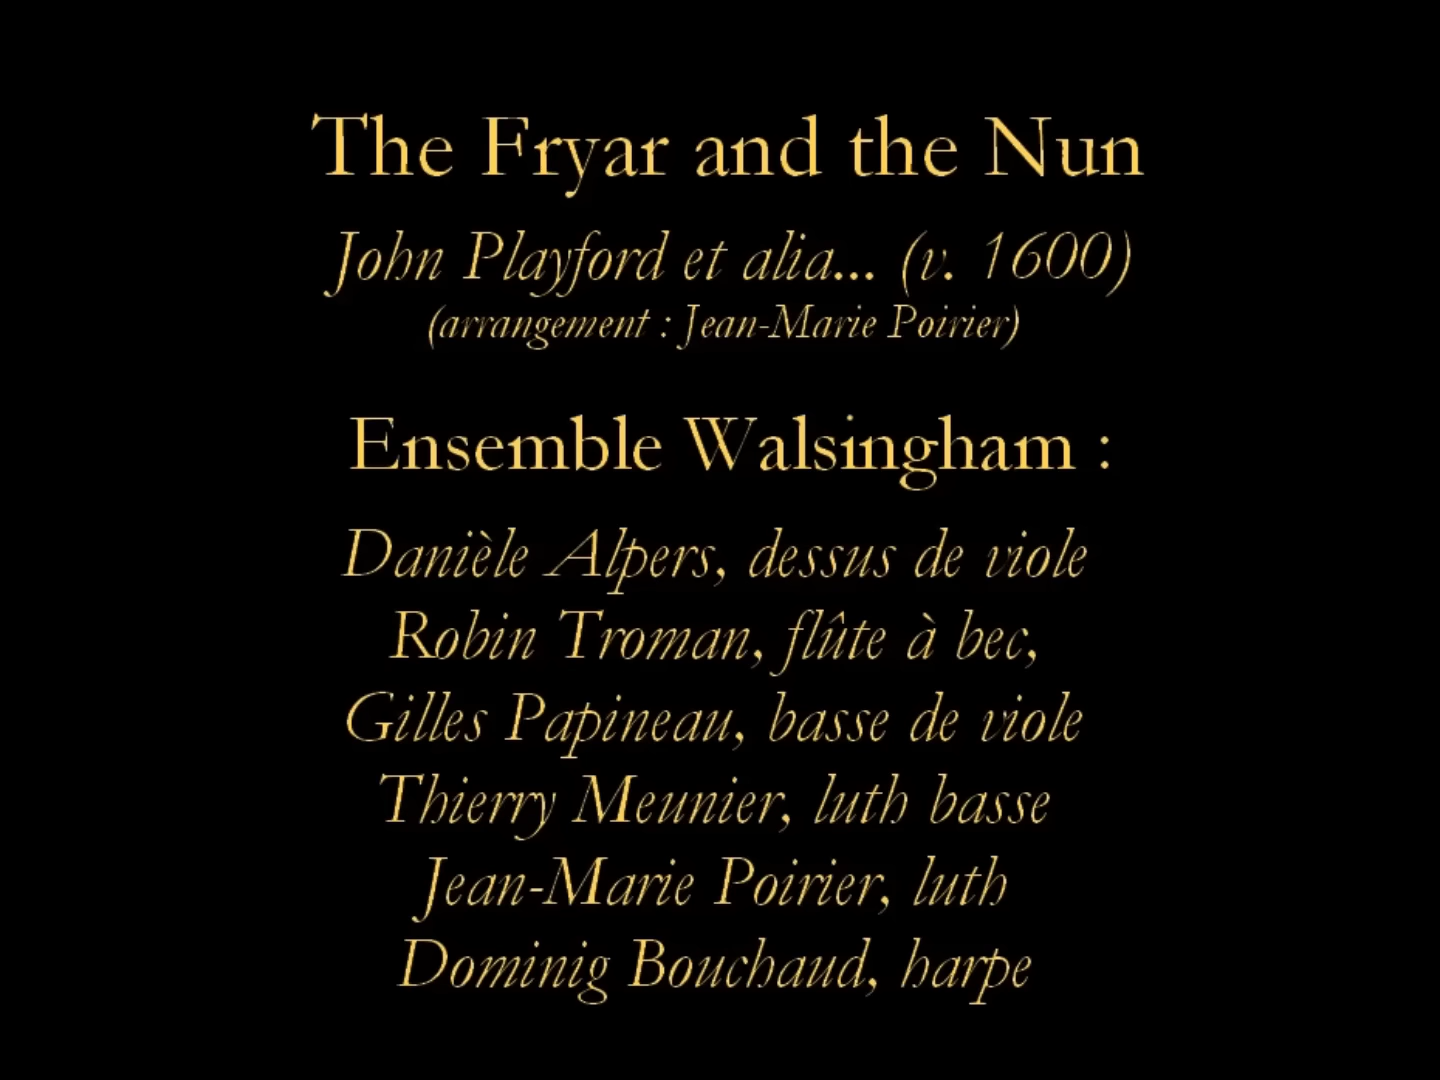 The Fryar and the Nun
John Playford et alia... (v. 1600)
(arrangement : Jean-Marie Poirier)
Ensemble Walsingham :
Danièle Alpers, dessus de viole
Robin Troman, flûte à bec,
Gilles Papineau, basse de viole
Thierry Meunier, luth basse
Jean-Marie Poirier, luth
Dominig Bouchaud, harpe